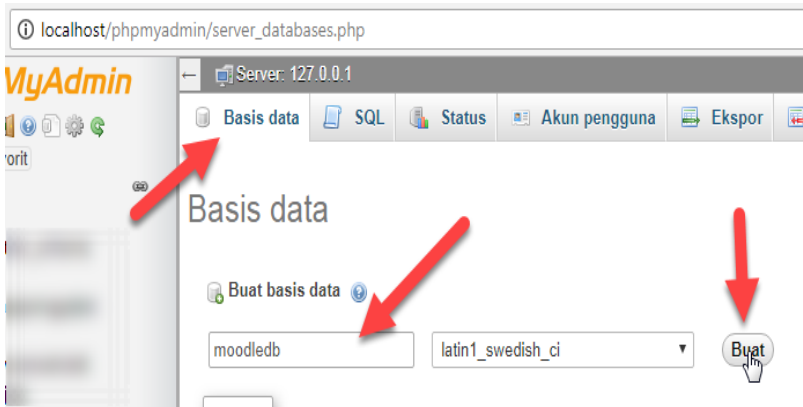 localhost/phpmyadmin/server_databases.php
MyAdmin
Server: 127.0.0.1
Basis data SQL Status Akun pengguna Ekspor
vorit
Basis data
Buat basis data
moodledb latin1_swedish_ci Buat